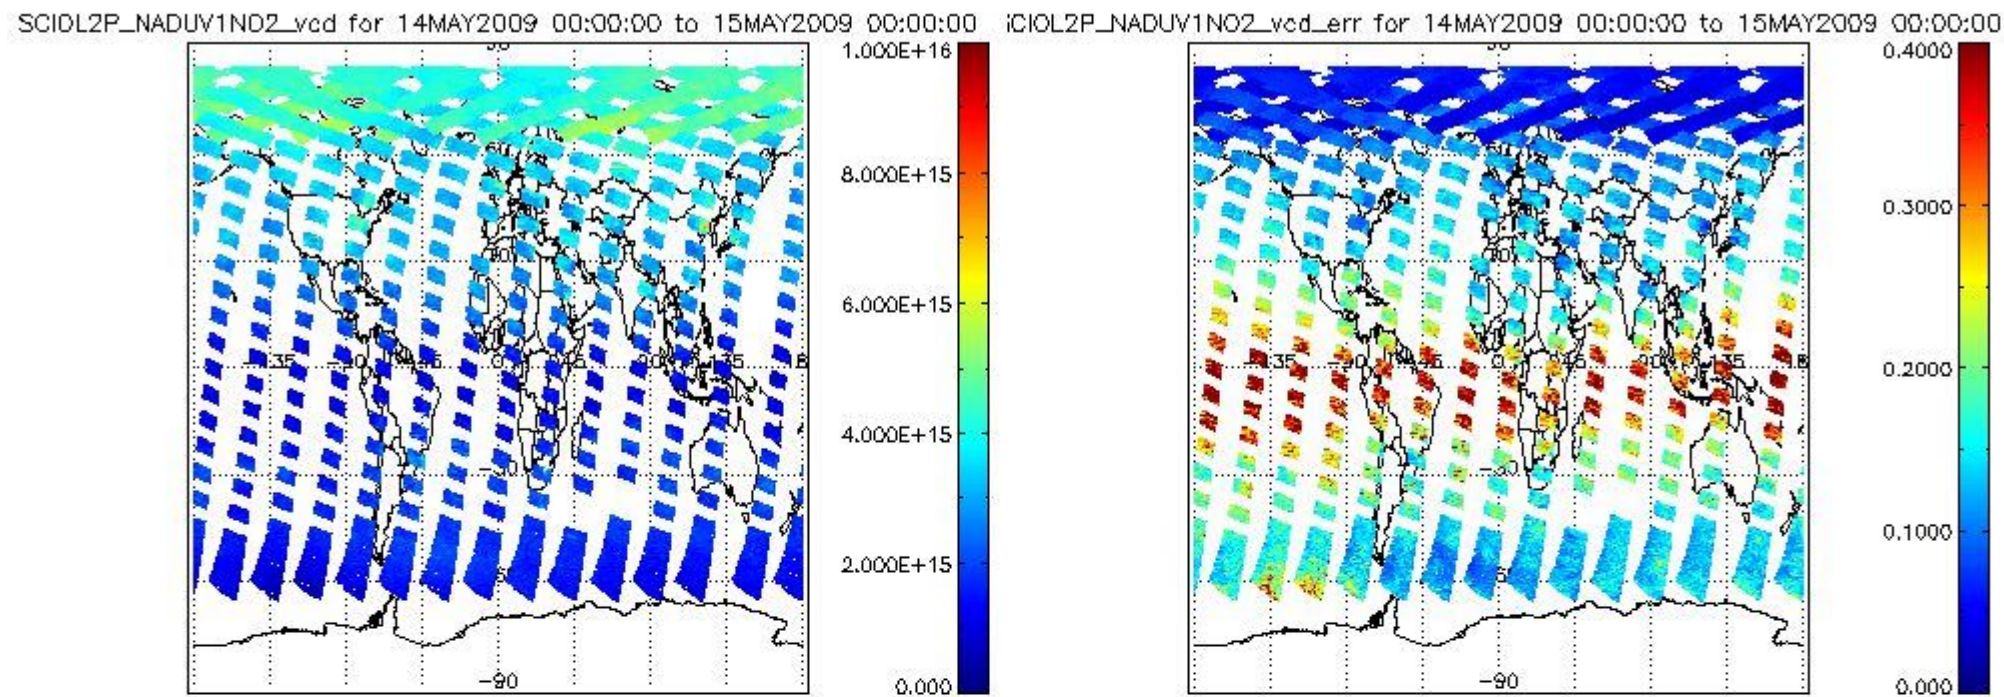 SCIOL2P_NADUV1NO2_vcd for 14MAY2009 00:00:00 to 15MAY2009 00:00:00
iCIOL2P_NADUV1NO2_vcd_err for 14MAY2009 00:00:00 to 15MAY2009 00:00:00
1.000E+16
8.000E+15
6.000E+15
4.000E+15
2.000E+15
0.000
-90
0.4000
0.3000
0.2000
0.1000
0.000
-90